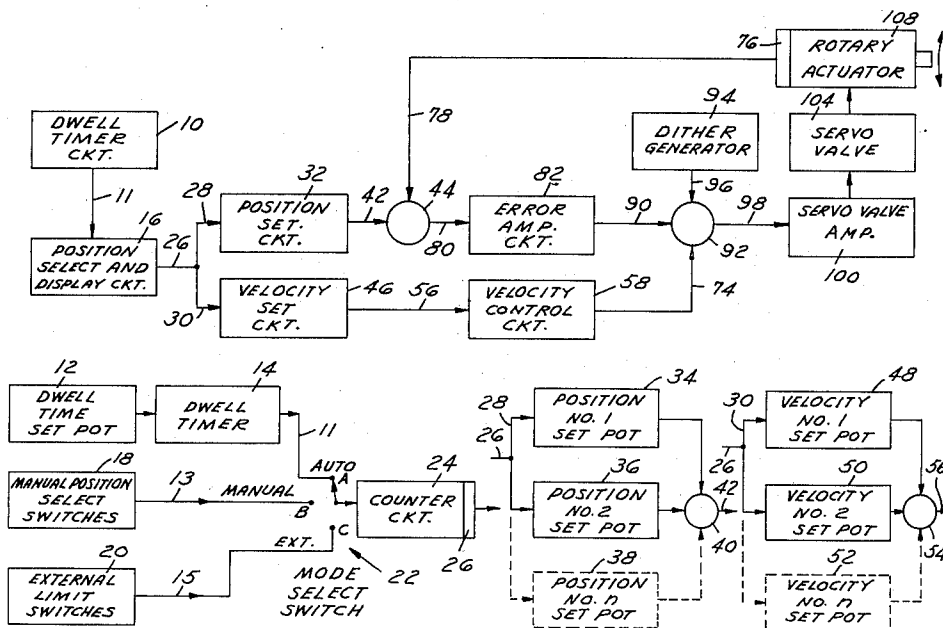 108
76
ROTARY
ACTUATOR
94
DITHER
GENERATOR
104
SERVO
VALVE
DWELL
TIMER
CKT.
10
78
11
28
32
POSITION
SET.
CKT.
42
44
80
82
ERROR
AMP.
CKT.
90
96
92
98
SERVO VALVE
AMP.
100
16
POSITION
SELECT AND
DISPLAY CKT.
26
30
VELOCITY
SET
CKT.
46
56
VELOCITY
CONTROL
CKT.
58
74
12
DWELL
TIME
SET POT
14
DWELL
TIMER
11
18
MANUAL POSITION
SELECT
SWITCHES
13
MANUAL
AUTO
A
B
C
24
COUNTER
CKT.
26
20
EXTERNAL
LIMIT
SWITCHES
15
EXT.
22
MODE
SELECT
SWITCH
28
26
34
POSITION
NO. 1
SET POT
36
POSITION
NO. 2
SET POT
38
POSITION
NO. n
SET POT
42
40
30
26
48
VELOCITY
NO. 1
SET POT
50
VELOCITY
NO. 2
SET POT
52
VELOCITY
NO. n
SET POT
56
54